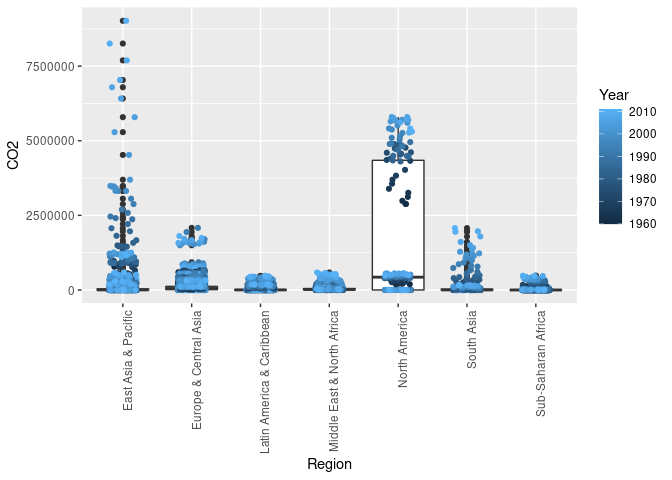 CO2
7500000
5000000
2500000
0
East Asia & Pacific
Europe & Central Asia
Latin America & Caribbean
Middle East & North Africa
North America
South Asia
Sub-Saharan Africa
Region
Year
2010
2000
1990
1980
1970
1960